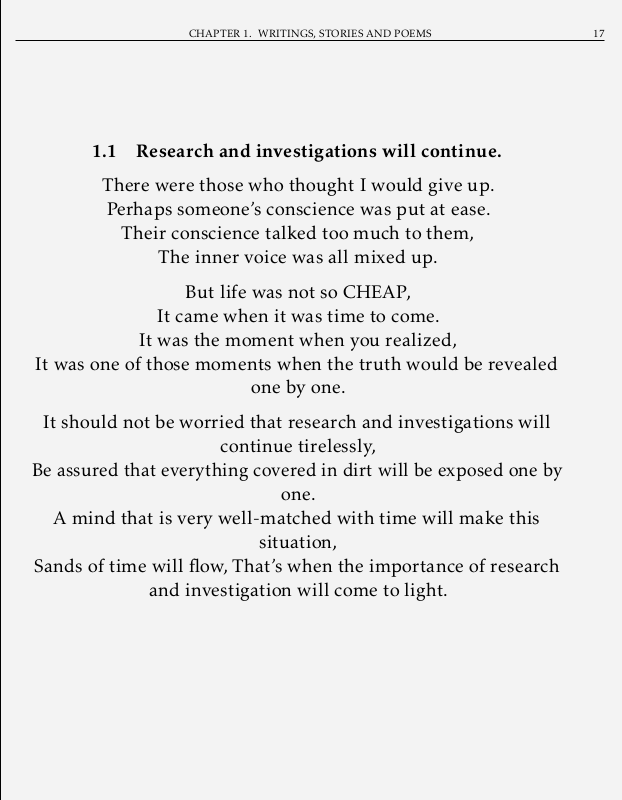 CHAPTER 1. WRITINGS, STORIES AND POEMS 17
1.1 Research and investigations will continue.
There were those who thought I would give up.
Perhaps someone’s conscience was put at ease.
Their conscience talked too much to them,
The inner voice was all mixed up.
But life was not so CHEAP,
It came when it was time to come.
It was the moment when you realized,
It was one of those moments when the truth would be revealed
one by one.
It should not be worried that research and investigations will
continue tirelessly,
Be assured that everything covered in dirt will be exposed one by
one.
A mind that is very well-matched with time will make this
situation,
Sands of time will flow, That’s when the importance of research
and investigation will come to light.